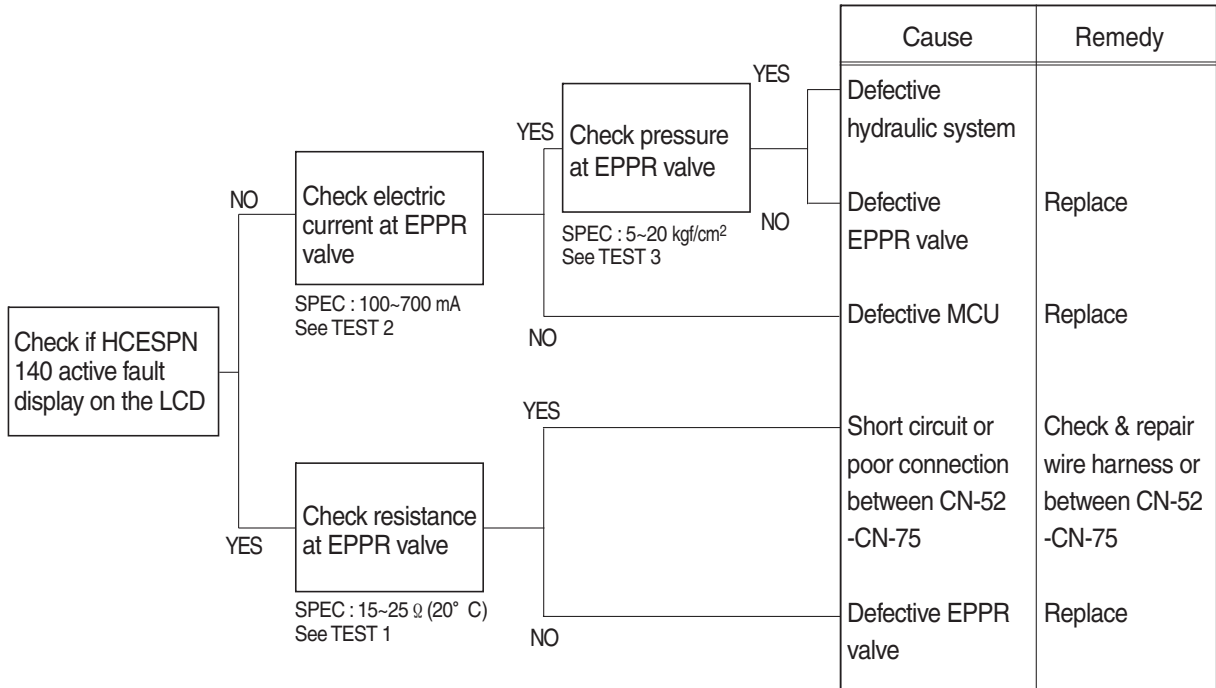 Check if HCESPN
140 active fault
display on the LCD
NO
YES
Check electric
current at EPPR
valve
SPEC : 100~700 mA
See TEST 2
Check resistance
at EPPR valve
SPEC : 15~25 Ω (20° C)
See TEST 1
YES
NO
Check pressure
at EPPR valve
SPEC : 5~20 kgf/cm²
See TEST 3
YES
NO
YES
NO
Cause
Remedy
Defective
hydraulic system
Defective
EPPR valve
Replace
Defective MCU
Replace
Short circuit or
poor connection
between CN-52
-CN-75
Check & repair
wire harness or
between CN-52
-CN-75
Defective EPPR
valve
Replace